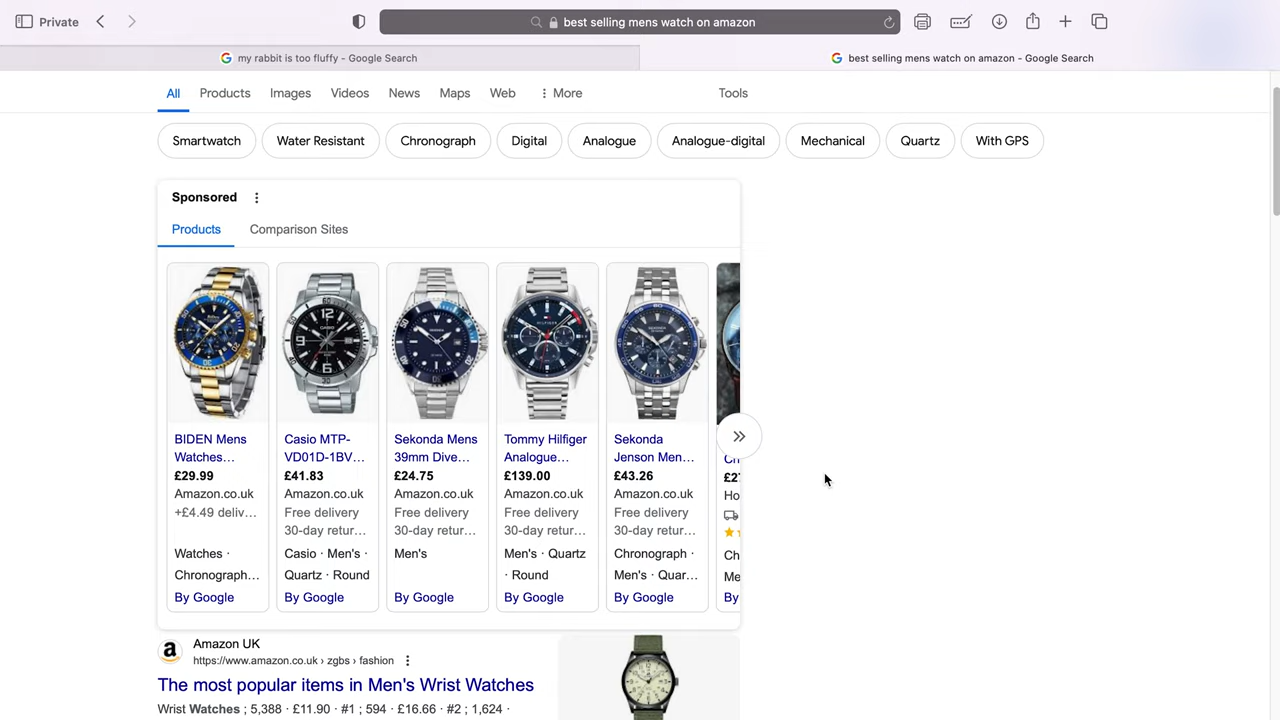 Private
best selling mens watch on amazon
my rabbit is too fluffy - Google Search
best selling mens watch on amazon - Google Search
All Products Images Videos News Maps Web More Tools
Smartwatch Water Resistant Chronograph Digital Analogue Analogue-digital Mechanical Quartz With GPS
Sponsored
Products Comparison Sites
BIDEN Mens
Watches...
£29.99
Amazon.co.uk
+£4.49 deliv...
Watches ·
Chronograph...
By Google
Casio MTP-
VD01D-1BV...
£41.83
Amazon.co.uk
Free delivery
30-day retur...
Casio · Men's ·
Quartz · Round
By Google
Sekonda Mens
39mm Dive...
£24.75
Amazon.co.uk
Free delivery
30-day retur...
Men's
By Google
Tommy Hilfiger
Analogue...
£139.00
Amazon.co.uk
Free delivery
30-day retur...
Men's · Quartz
· Round
By Google
Sekonda
Jenson Men...
£43.26
Amazon.co.uk
Free delivery
30-day retur...
Chronograph ·
Men's · Quar...
By Google
£27
Ho
Ch
Me
By
Amazon UK
https://www.amazon.co.uk › zgbs › fashion
The most popular items in Men's Wrist Watches
Wrist Watches ; 5,388 · £11.90 · #1 ; 594 · £16.66 · #2 ; 1,624 ·